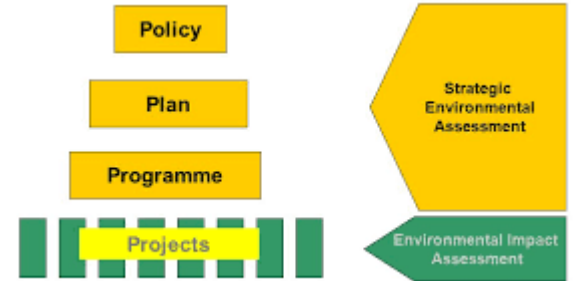 Policy
Plan
Programme
Projects
Strategic
Environmental
Assessment
Environmental Impact
Assessment